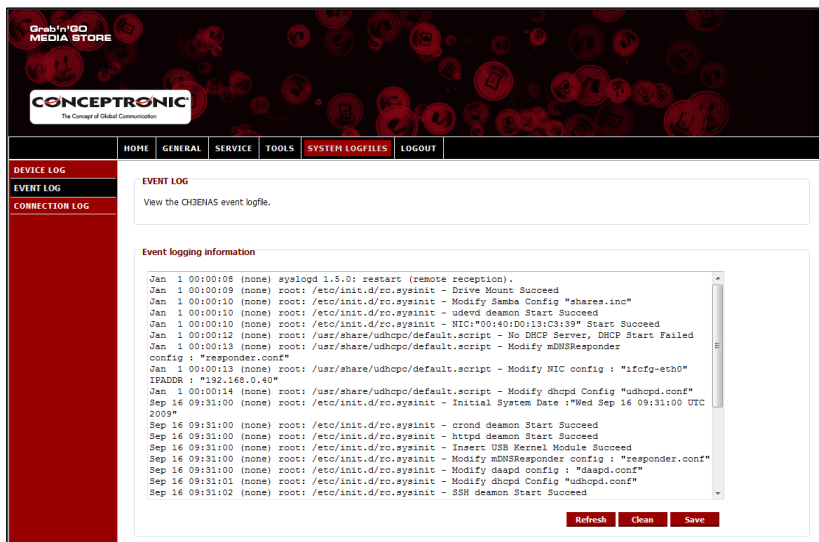 Grab'n'GO
MEDIA STORE
CONCEPTRONIC
The Concept of Global Communication
HOME GENERAL SERVICE TOOLS SYSTEM LOGFILES LOGOUT
DEVICE LOG
EVENT LOG
CONNECTION LOG
EVENT LOG
View the CH3ENAS event logfile.
Event logging information
Jan 1 00:00:08 (none) syslogd 1.5.0: restart (remote reception).
Jan 1 00:00:09 (none) root: /etc/init.d/rc.sysinit - Drive Mount Succeed
Jan 1 00:00:10 (none) root: /etc/init.d/rc.sysinit - Modify Samba Config "shares.inc"
Jan 1 00:00:10 (none) root: /etc/init.d/rc.sysinit - udevd deamon Start Succeed
Jan 1 00:00:10 (none) root: /etc/init.d/rc.sysinit - NIC:"00:40:D0:13:C3:39" Start Succeed
Jan 1 00:00:12 (none) root: /usr/share/udhcpc/default.script - No DHCP Server, DHCP Start Failed
Jan 1 00:00:13 (none) root: /usr/share/udhcpc/default.script - Modify mDNSResponder
config : "responder.conf"
Jan 1 00:00:13 (none) root: /usr/share/udhcpc/default.script - Modify NIC config : "ifcfg-eth0"
IPADDR : "192.168.0.40"
Jan 1 00:00:14 (none) root: /usr/share/udhcpc/default.script - Modify dhcpd Config "udhcpd.conf"
Sep 16 09:31:00 (none) root: /etc/init.d/rc.sysinit - Initial System Date :"Wed Sep 16 09:31:00 UTC
2009"
Sep 16 09:31:00 (none) root: /etc/init.d/rc.sysinit - crond deamon Start Succeed
Sep 16 09:31:00 (none) root: /etc/init.d/rc.sysinit - httpd deamon Start Succeed
Sep 16 09:31:00 (none) root: /etc/init.d/rc.sysinit - Insert USB Kernel Module Succeed
Sep 16 09:31:00 (none) root: /etc/init.d/rc.sysinit - Modify mDNSResponder config : "responder.conf"
Sep 16 09:31:00 (none) root: /etc/init.d/rc.sysinit - Modify daapd config : "daapd.conf"
Sep 16 09:31:01 (none) root: /etc/init.d/rc.sysinit - Modify dhcpd Config "udhcpd.conf"
Sep 16 09:31:02 (none) root: /etc/init.d/rc.sysinit - SSH deamon Start Succeed
Refresh Clean Save